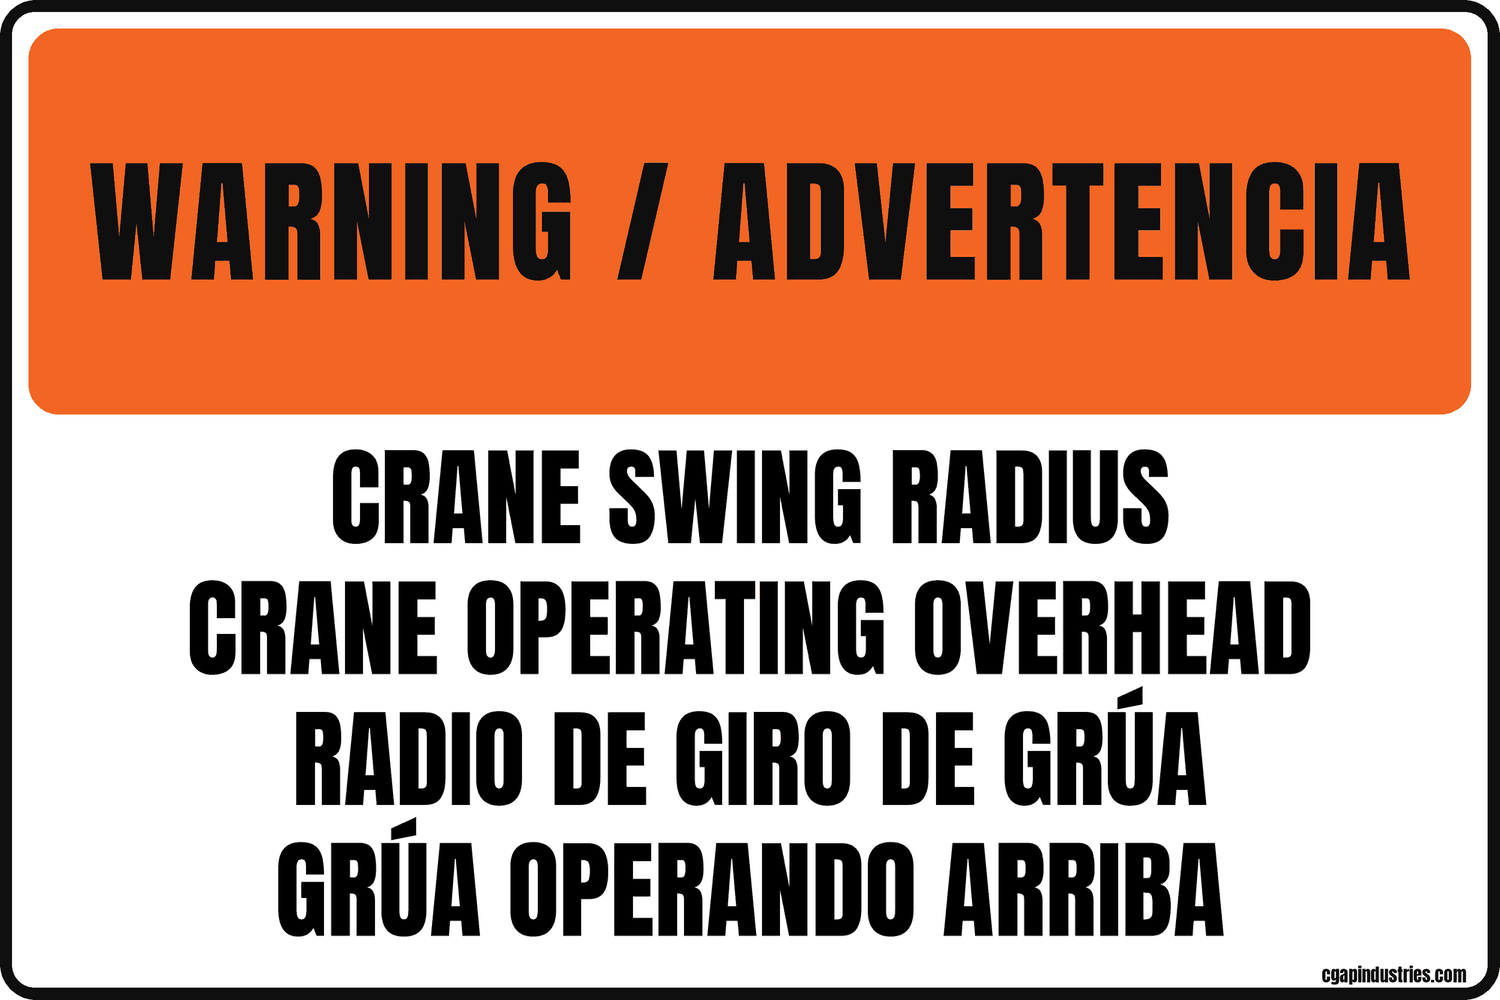 WARNING / ADVERTENCIA
CRANE SWING RADIUS
CRANE OPERATING OVERHEAD
RADIO DE GIRO DE GRÚA
GRÚA OPERANDO ARRIBA
cgapindustries.com